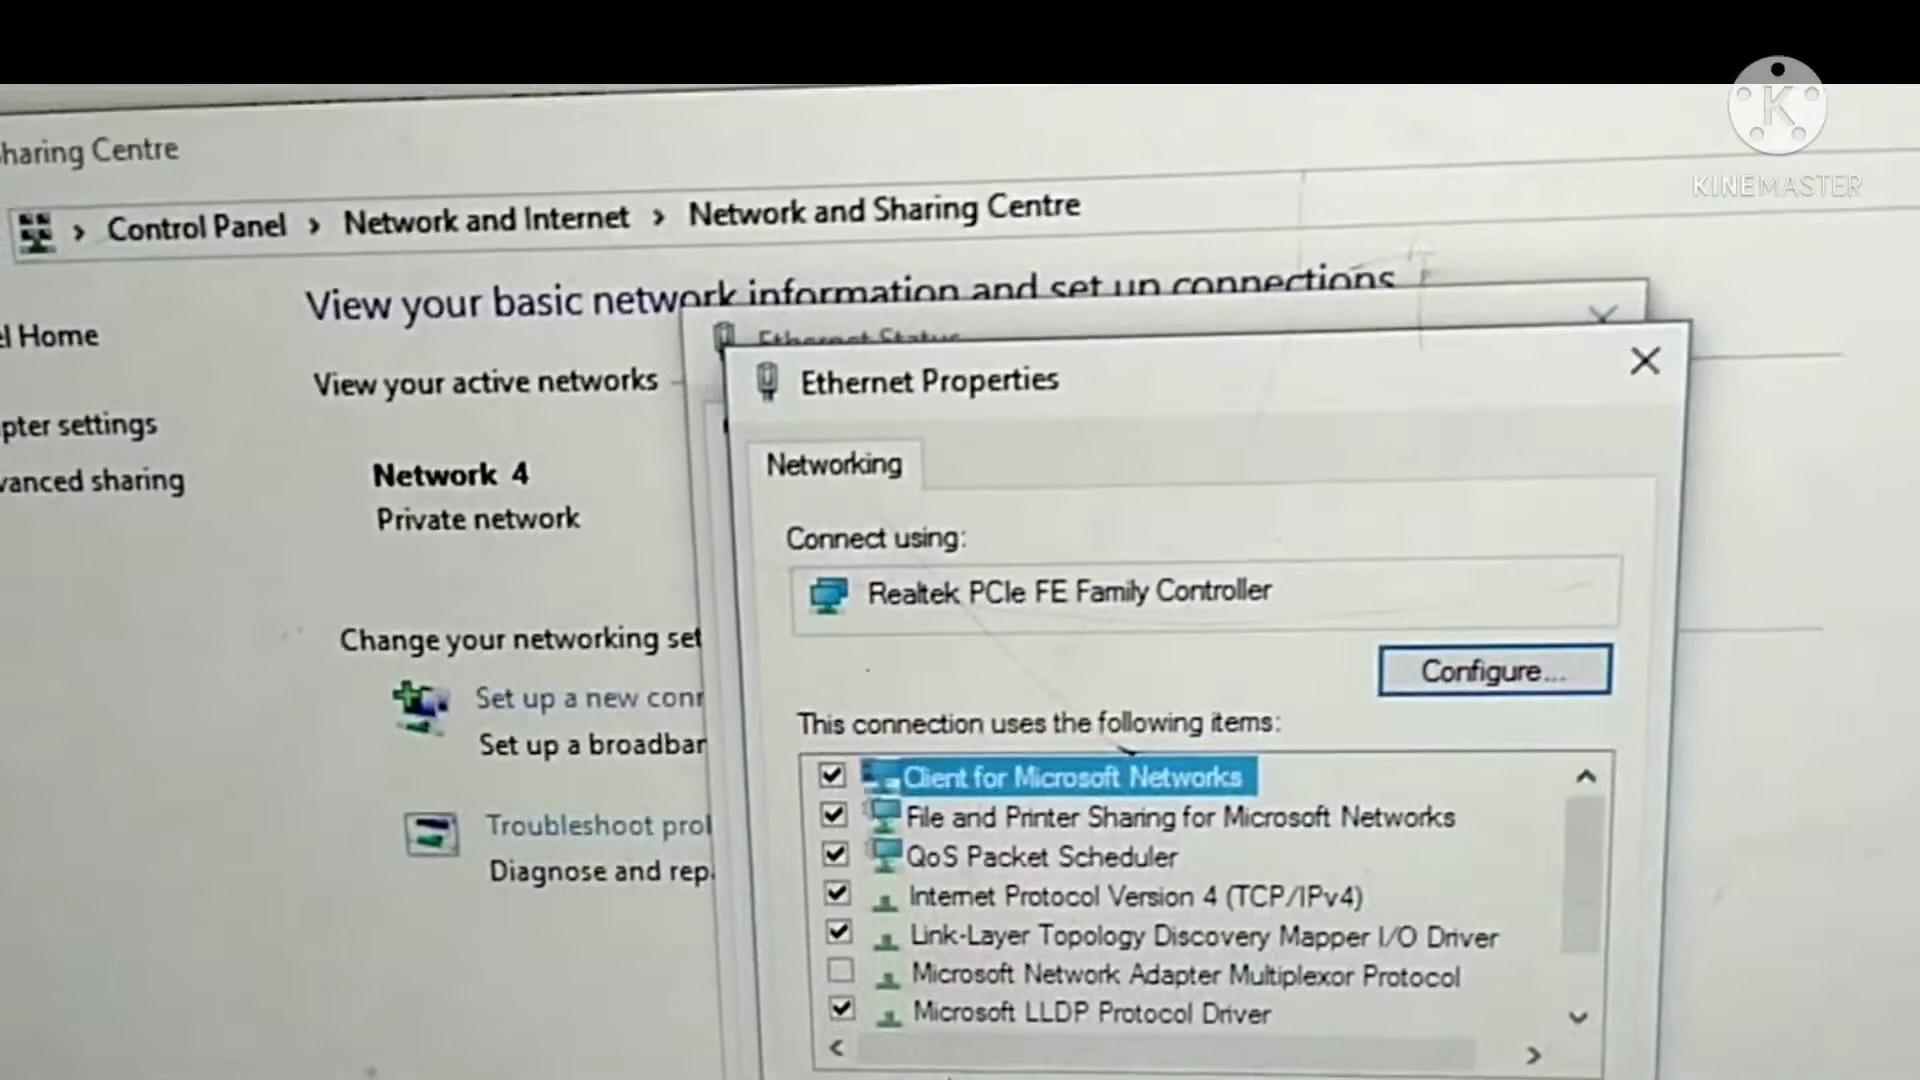 KINEMASTER
haring Centre
Control Panel > Network and Internet > Network and Sharing Centre
View your basic network information and set up connections
l Home
View your active networks
pter settings
vanced sharing
Network 4
Private network
Change your networking set
Set up a new conn
Set up a broadban
Troubleshoot prol
Diagnose and rep
Ethernet Status
Ethernet Properties
Networking
Connect using:
Realtek PCIe FE Family Controller
Configure...
This connection uses the following items:
Client for Microsoft Networks
File and Printer Sharing for Microsoft Networks
QoS Packet Scheduler
Internet Protocol Version 4 (TCP/IPv4)
Link-Layer Topology Discovery Mapper I/O Driver
Microsoft Network Adapter Multiplexor Protocol
Microsoft LLDP Protocol Driver